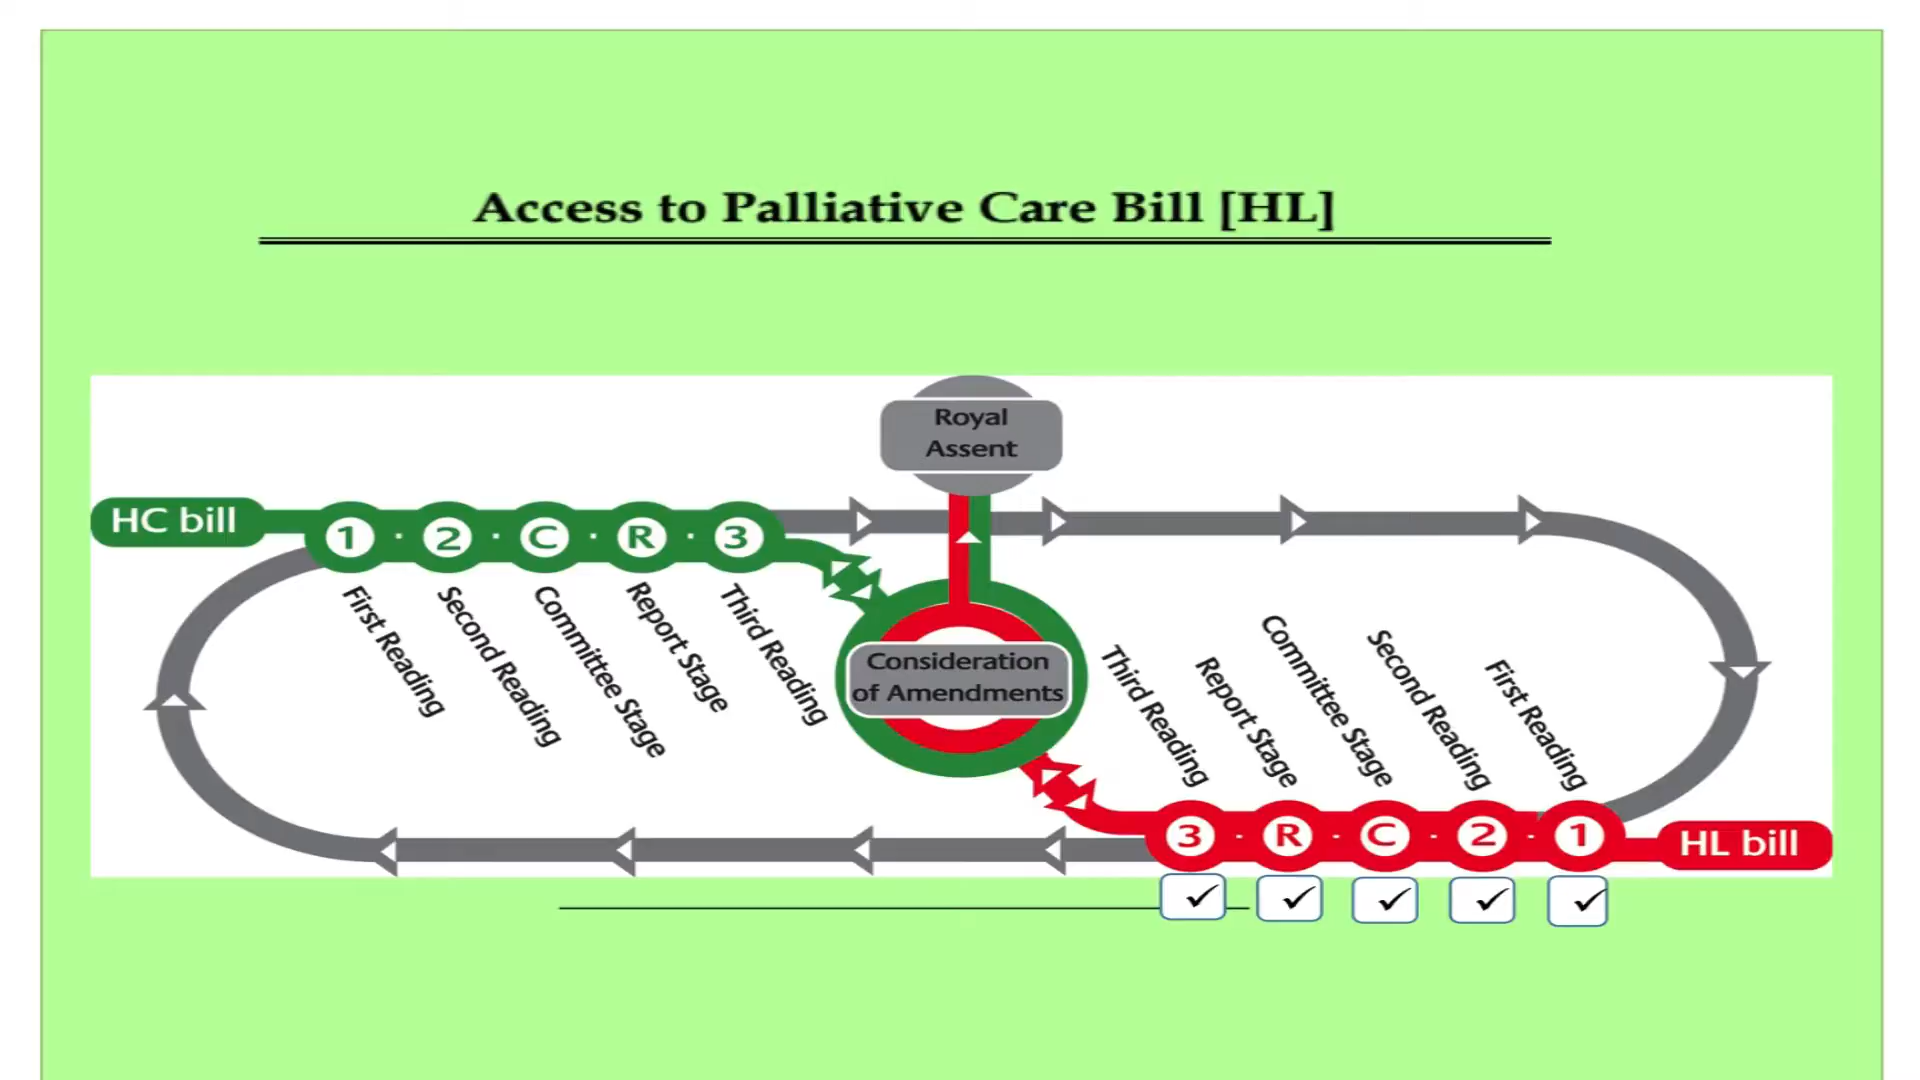 Access to Palliative Care Bill [HL]
Royal
Assent
HC bill
1 · 2 · C · R · 3
First Reading
Second Reading
Committee Stage
Report Stage
Third Reading
Consideration
of Amendments
Third Reading
Report Stage
Committee Stage
Second Reading
First Reading
3 · R · C · 2 · 1
HL bill
✓ ✓ ✓ ✓ ✓